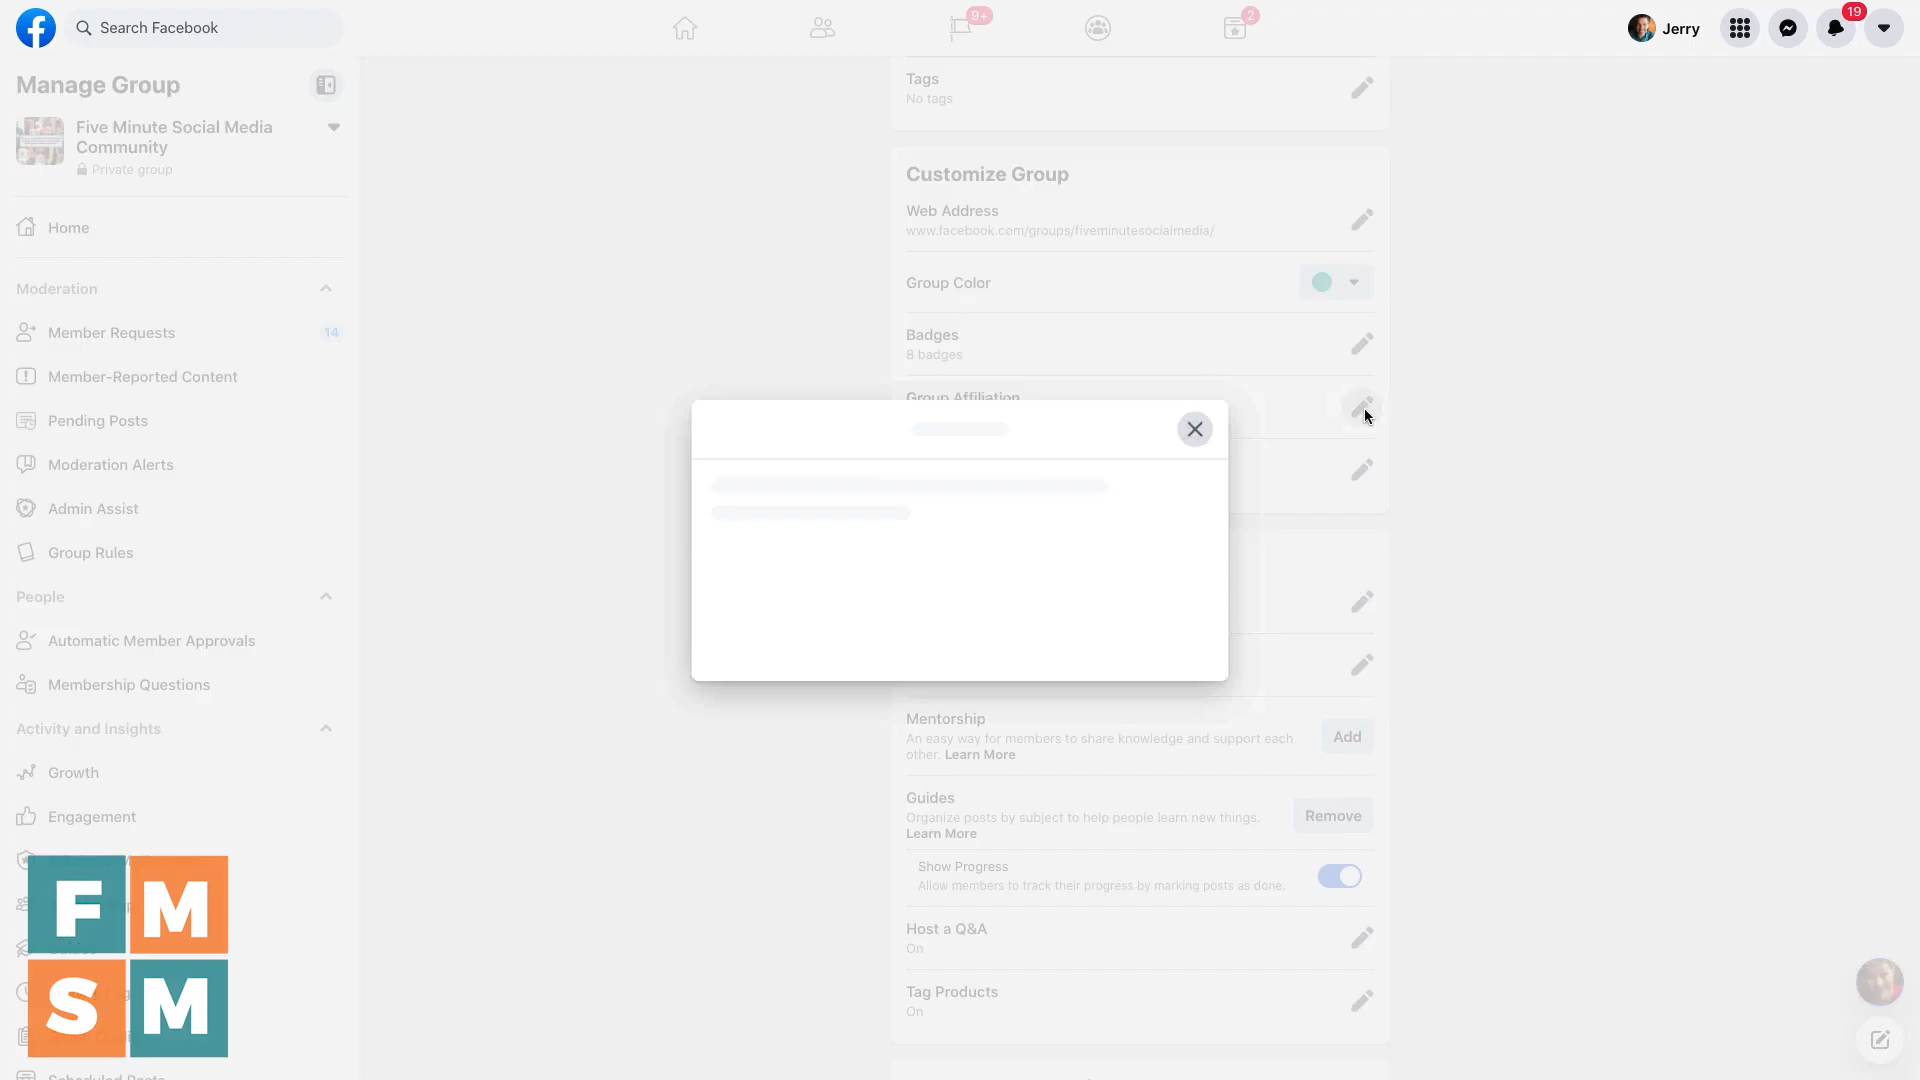 Search Facebook
9+
2
Jerry
19
Manage Group
Five Minute Social Media
Community
Private group
Home
Moderation
Member Requests
14
Member-Reported Content
Pending Posts
Moderation Alerts
Admin Assist
Group Rules
People
Automatic Member Approvals
Membership Questions
Activity and Insights
Growth
Engagement
Scheduled Posts
F M
S M
Tags
No tags
Customize Group
Web Address
www.facebook.com/groups/fiveminutesocialmedia/
Group Color
Badges
8 badges
Group Affiliation
Mentorship
An easy way for members to share knowledge and support each
other. Learn More
Add
Guides
Organize posts by subject to help people learn new things.
Learn More
Remove
Show Progress
Allow members to track their progress by marking posts as done.
Host a Q&A
On
Tag Products
On